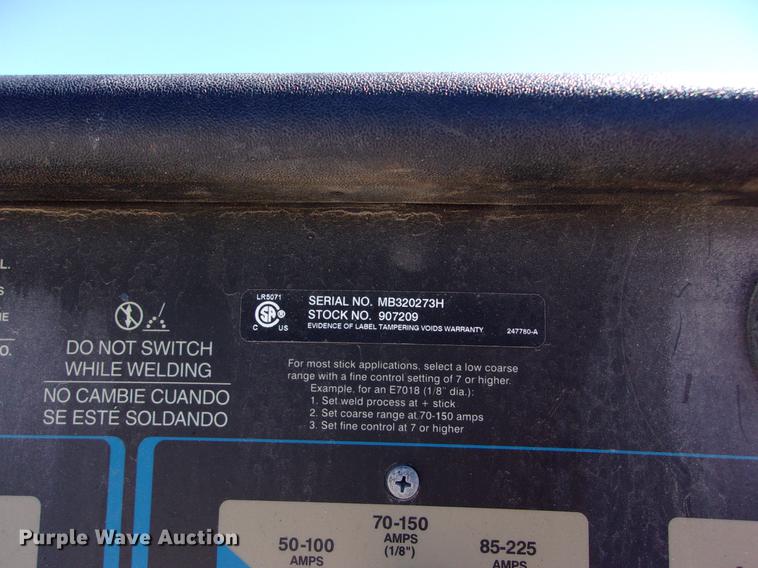 L.
S
NE
O.
DO NOT SWITCH
WHILE WELDING
NO CAMBIE CUANDO
SE ESTÉ SOLDANDO
LR5071
SA®
C US
SERIAL NO. MB320273H
STOCK NO. 907209
EVIDENCE OF LABEL TAMPERING VOIDS WARRANTY
247780-A
For most stick applications, select a low coarse
range with a fine control setting of 7 or higher.
Example, for an E7018 (1/8" dia.):
1. Set weld process at + stick
2. Set coarse range at 70-150 amps
3. Set fine control at 7 or higher
70-150
AMPS
(1/8")
50-100
AMPS
85-225
AMPS
Purple Wave Auction